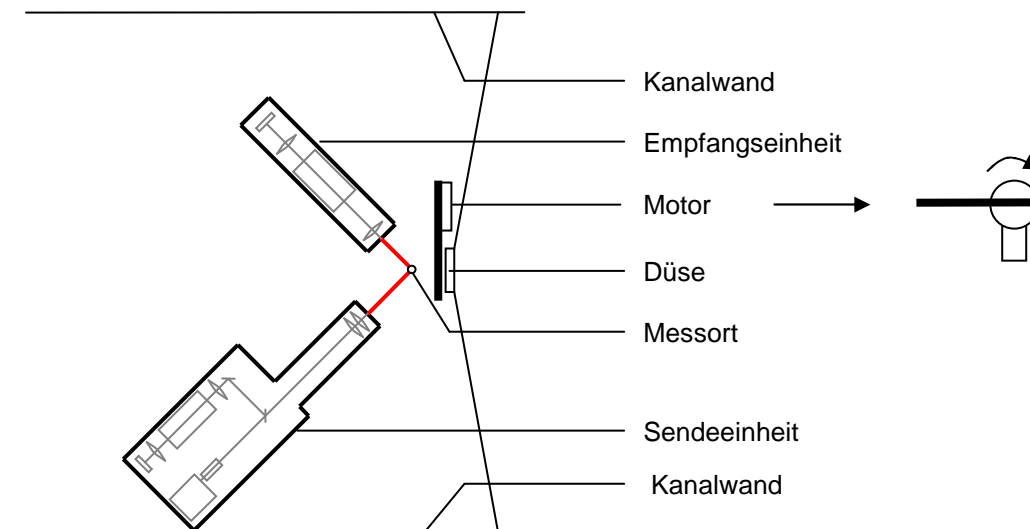 Kanalwand
Empfangseinheit
Motor
Düse
Messort
Sendeeinheit
Kanalwand